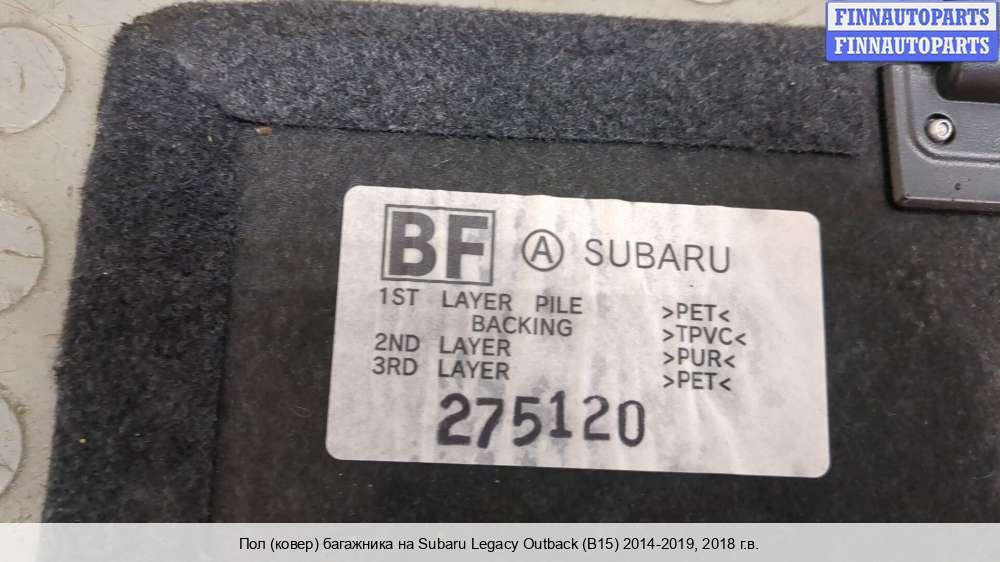 FINNAUTOPARTS
FINNAUTOPARTS
BF Ⓐ SUBARU
1ST LAYER PILE >PET<
BACKING >TPVC<
2ND LAYER >PUR<
3RD LAYER >PET<
275120
Пол (ковер) багажника на Subaru Legacy Outback (B15) 2014-2019, 2018 г.в.